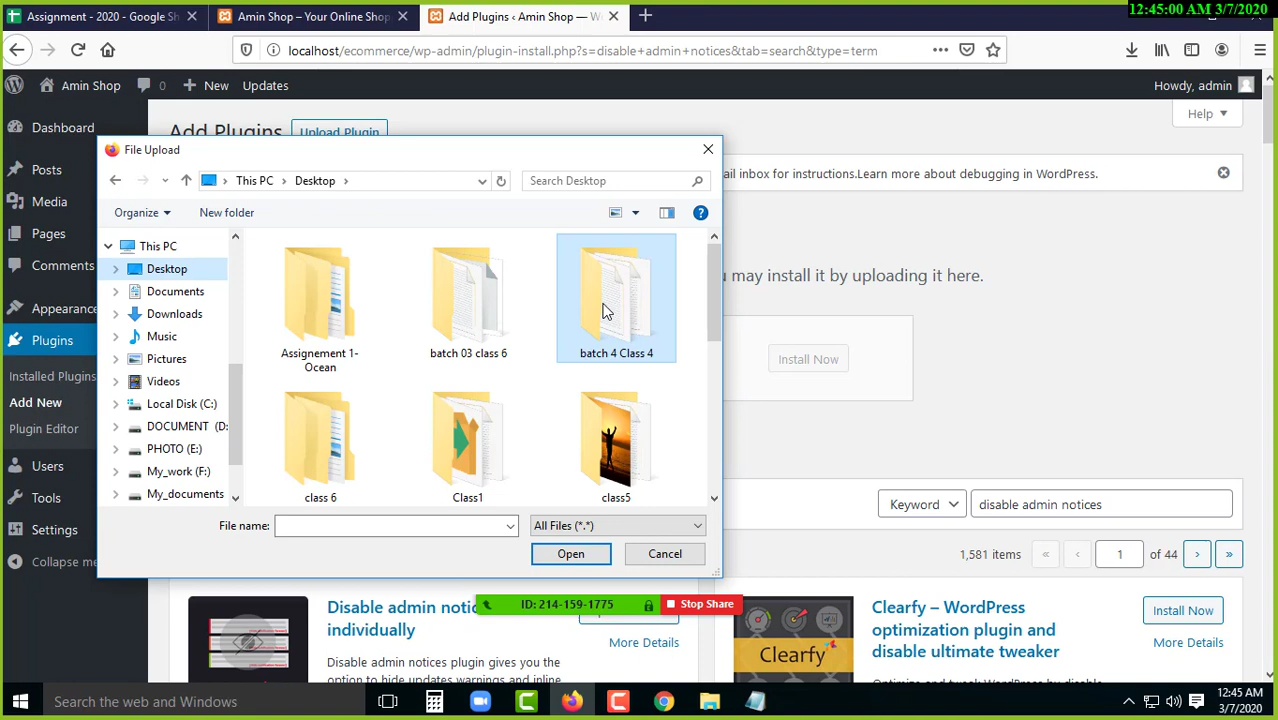 12:45:00 AM 3/7/2020
Assignment - 2020 - Google Sh
Amin Shop – Your Online Shop
Add Plugins ‹ Amin Shop — W
localhost/ecommerce/wp-admin/plugin-install.php?s=disable+admin+notices&tab=search&type=term
Amin Shop
0
New
Updates
Howdy, admin
Dashboard
Posts
Media
Pages
Comments
Appearance
Plugins
Installed Plugins
Add New
Plugin Editor
Users
Tools
Settings
Collapse me
Add Plugins
Upload Plugin
Help
ail inbox for instructions.Learn more about debugging in WordPress.
u may install it by uploading it here.
Install Now
File Upload
This PC
Desktop
Search Desktop
Organize
New folder
This PC
Desktop
Documents
Downloads
Music
Pictures
Videos
Local Disk (C:)
DOCUMENT (D:
PHOTO (E:)
My_work (F:)
My_documents
Assignement 1-
Ocean
batch 03 class 6
batch 4 Class 4
class 6
Class1
class5
File name:
All Files (*.*)
Open
Cancel
Keyword
disable admin notices
1,581 items
«
‹
1
of 44
›
»
ID: 214-159-1775
Stop Share
Disable admin notic
individually
More Details
Disable admin notices plugin gives you the
option to hide updates warnings and inline
Clearfy
Clearfy – WordPress
optimization plugin and
disable ultimate tweaker
Install Now
More Details
Search the web and Windows
12:45 AM
3/7/2020